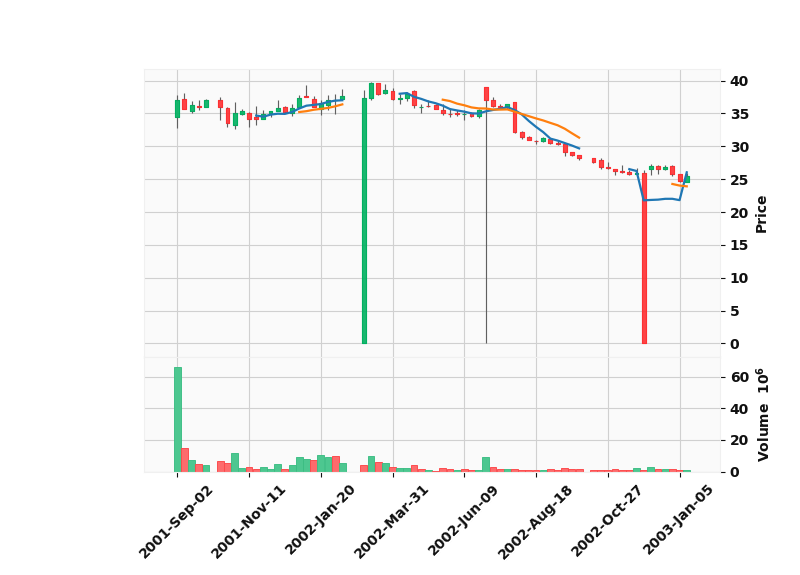 40
35
30
25
20
15
10
5
0
Price
60
40
20
0
Volume 10^6
2001-Sep-02
2001-Nov-11
2002-Jan-20
2002-Mar-31
2002-Jun-09
2002-Aug-18
2002-Oct-27
2003-Jan-05